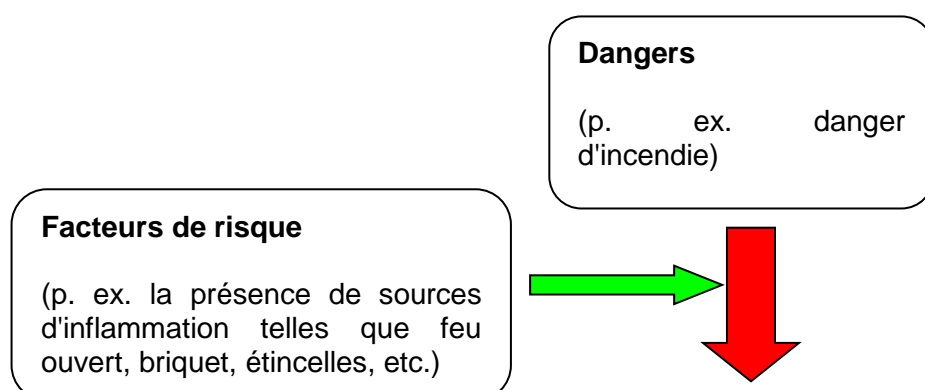 Dangers
(p. ex. danger
d'incendie)
Facteurs de risque
(p. ex. la présence de sources
d'inflammation telles que feu
ouvert, briquet, étincelles, etc.)